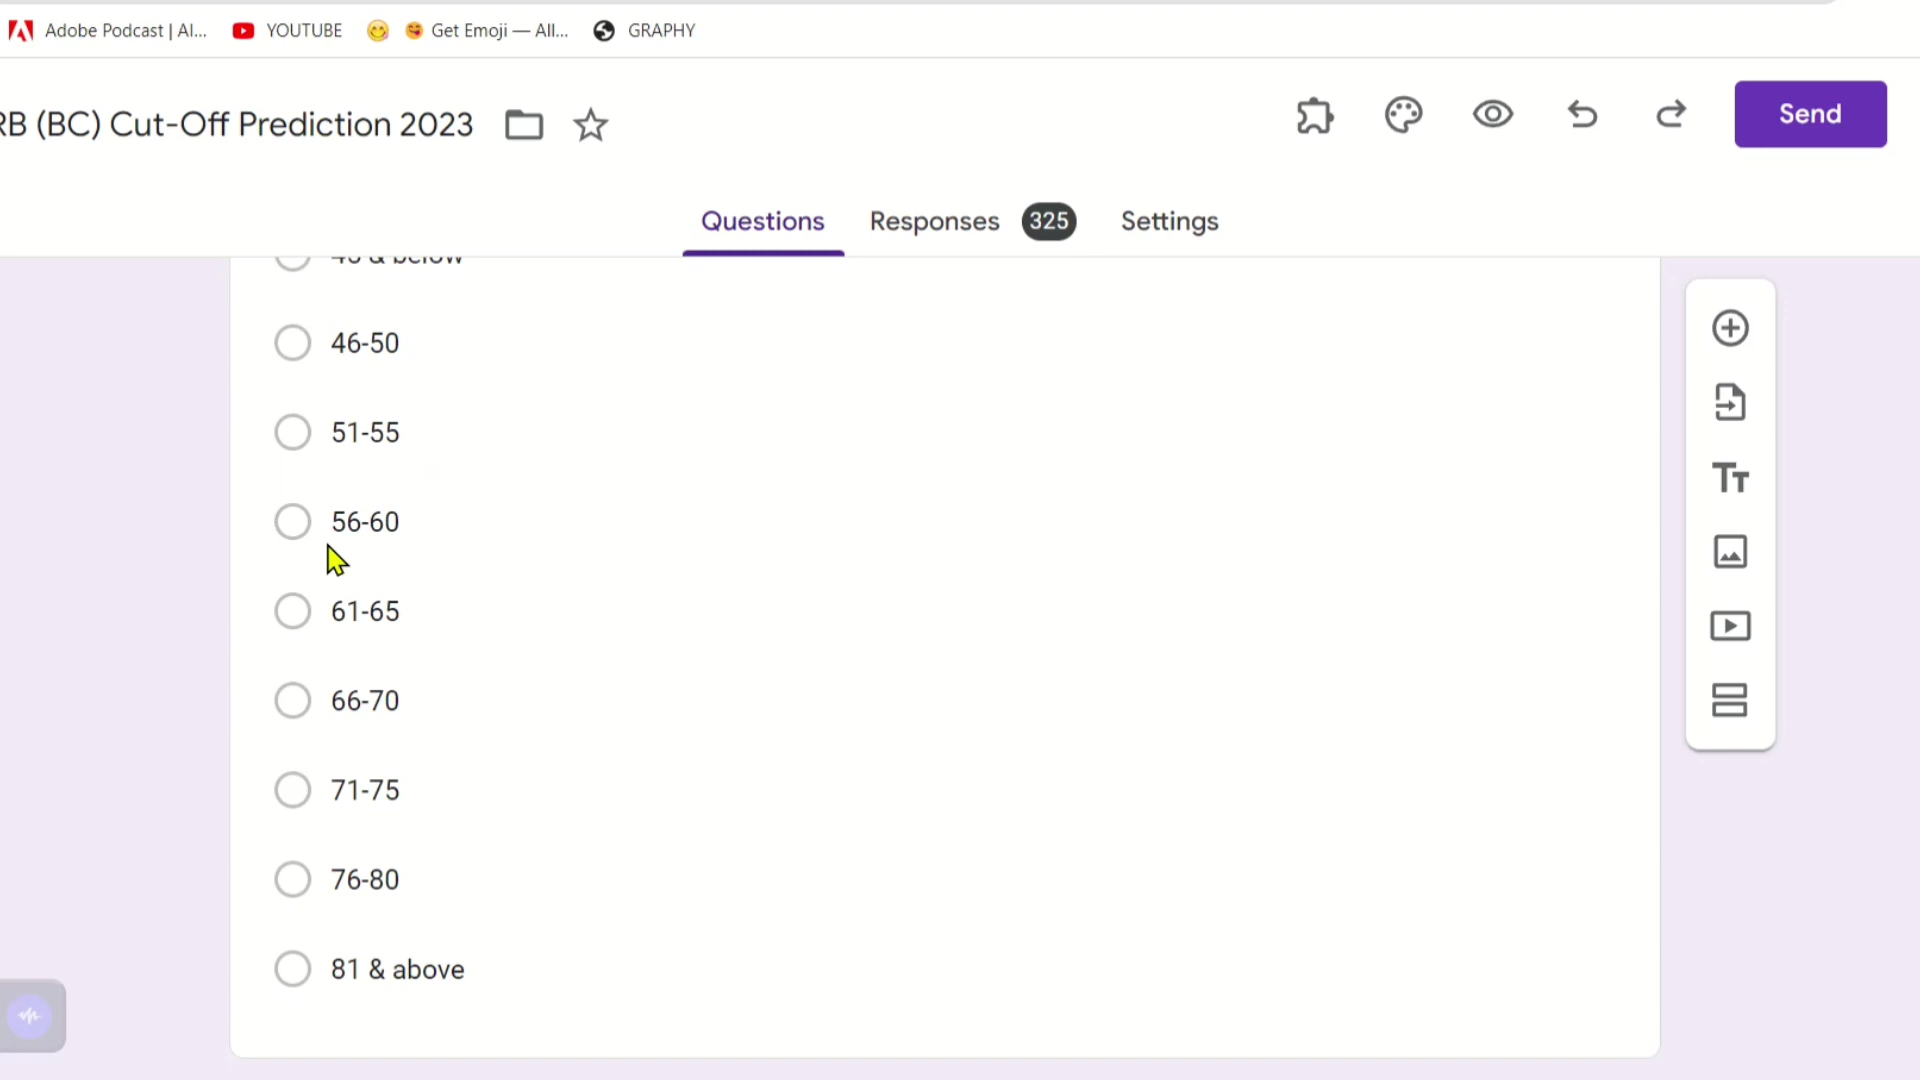 Adobe Podcast | AI... YOUTUBE Get Emoji — All... GRAPHY
RB (BC) Cut-Off Prediction 2023
Send
Questions Responses 325 Settings
& below
46-50
51-55
56-60
61-65
66-70
71-75
76-80
81 & above